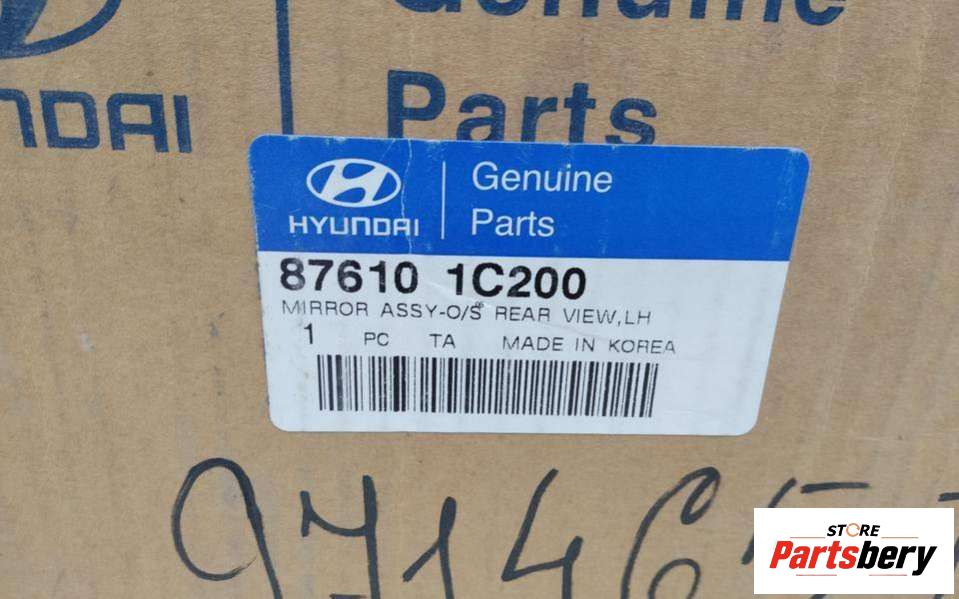 Genuine
Parts
HYUNDAI
Genuine
Parts
87610 1C200
MIRROR ASSY-O/S REAR VIEW,LH
1 PC TA MADE IN KOREA
STORE
Partsbery